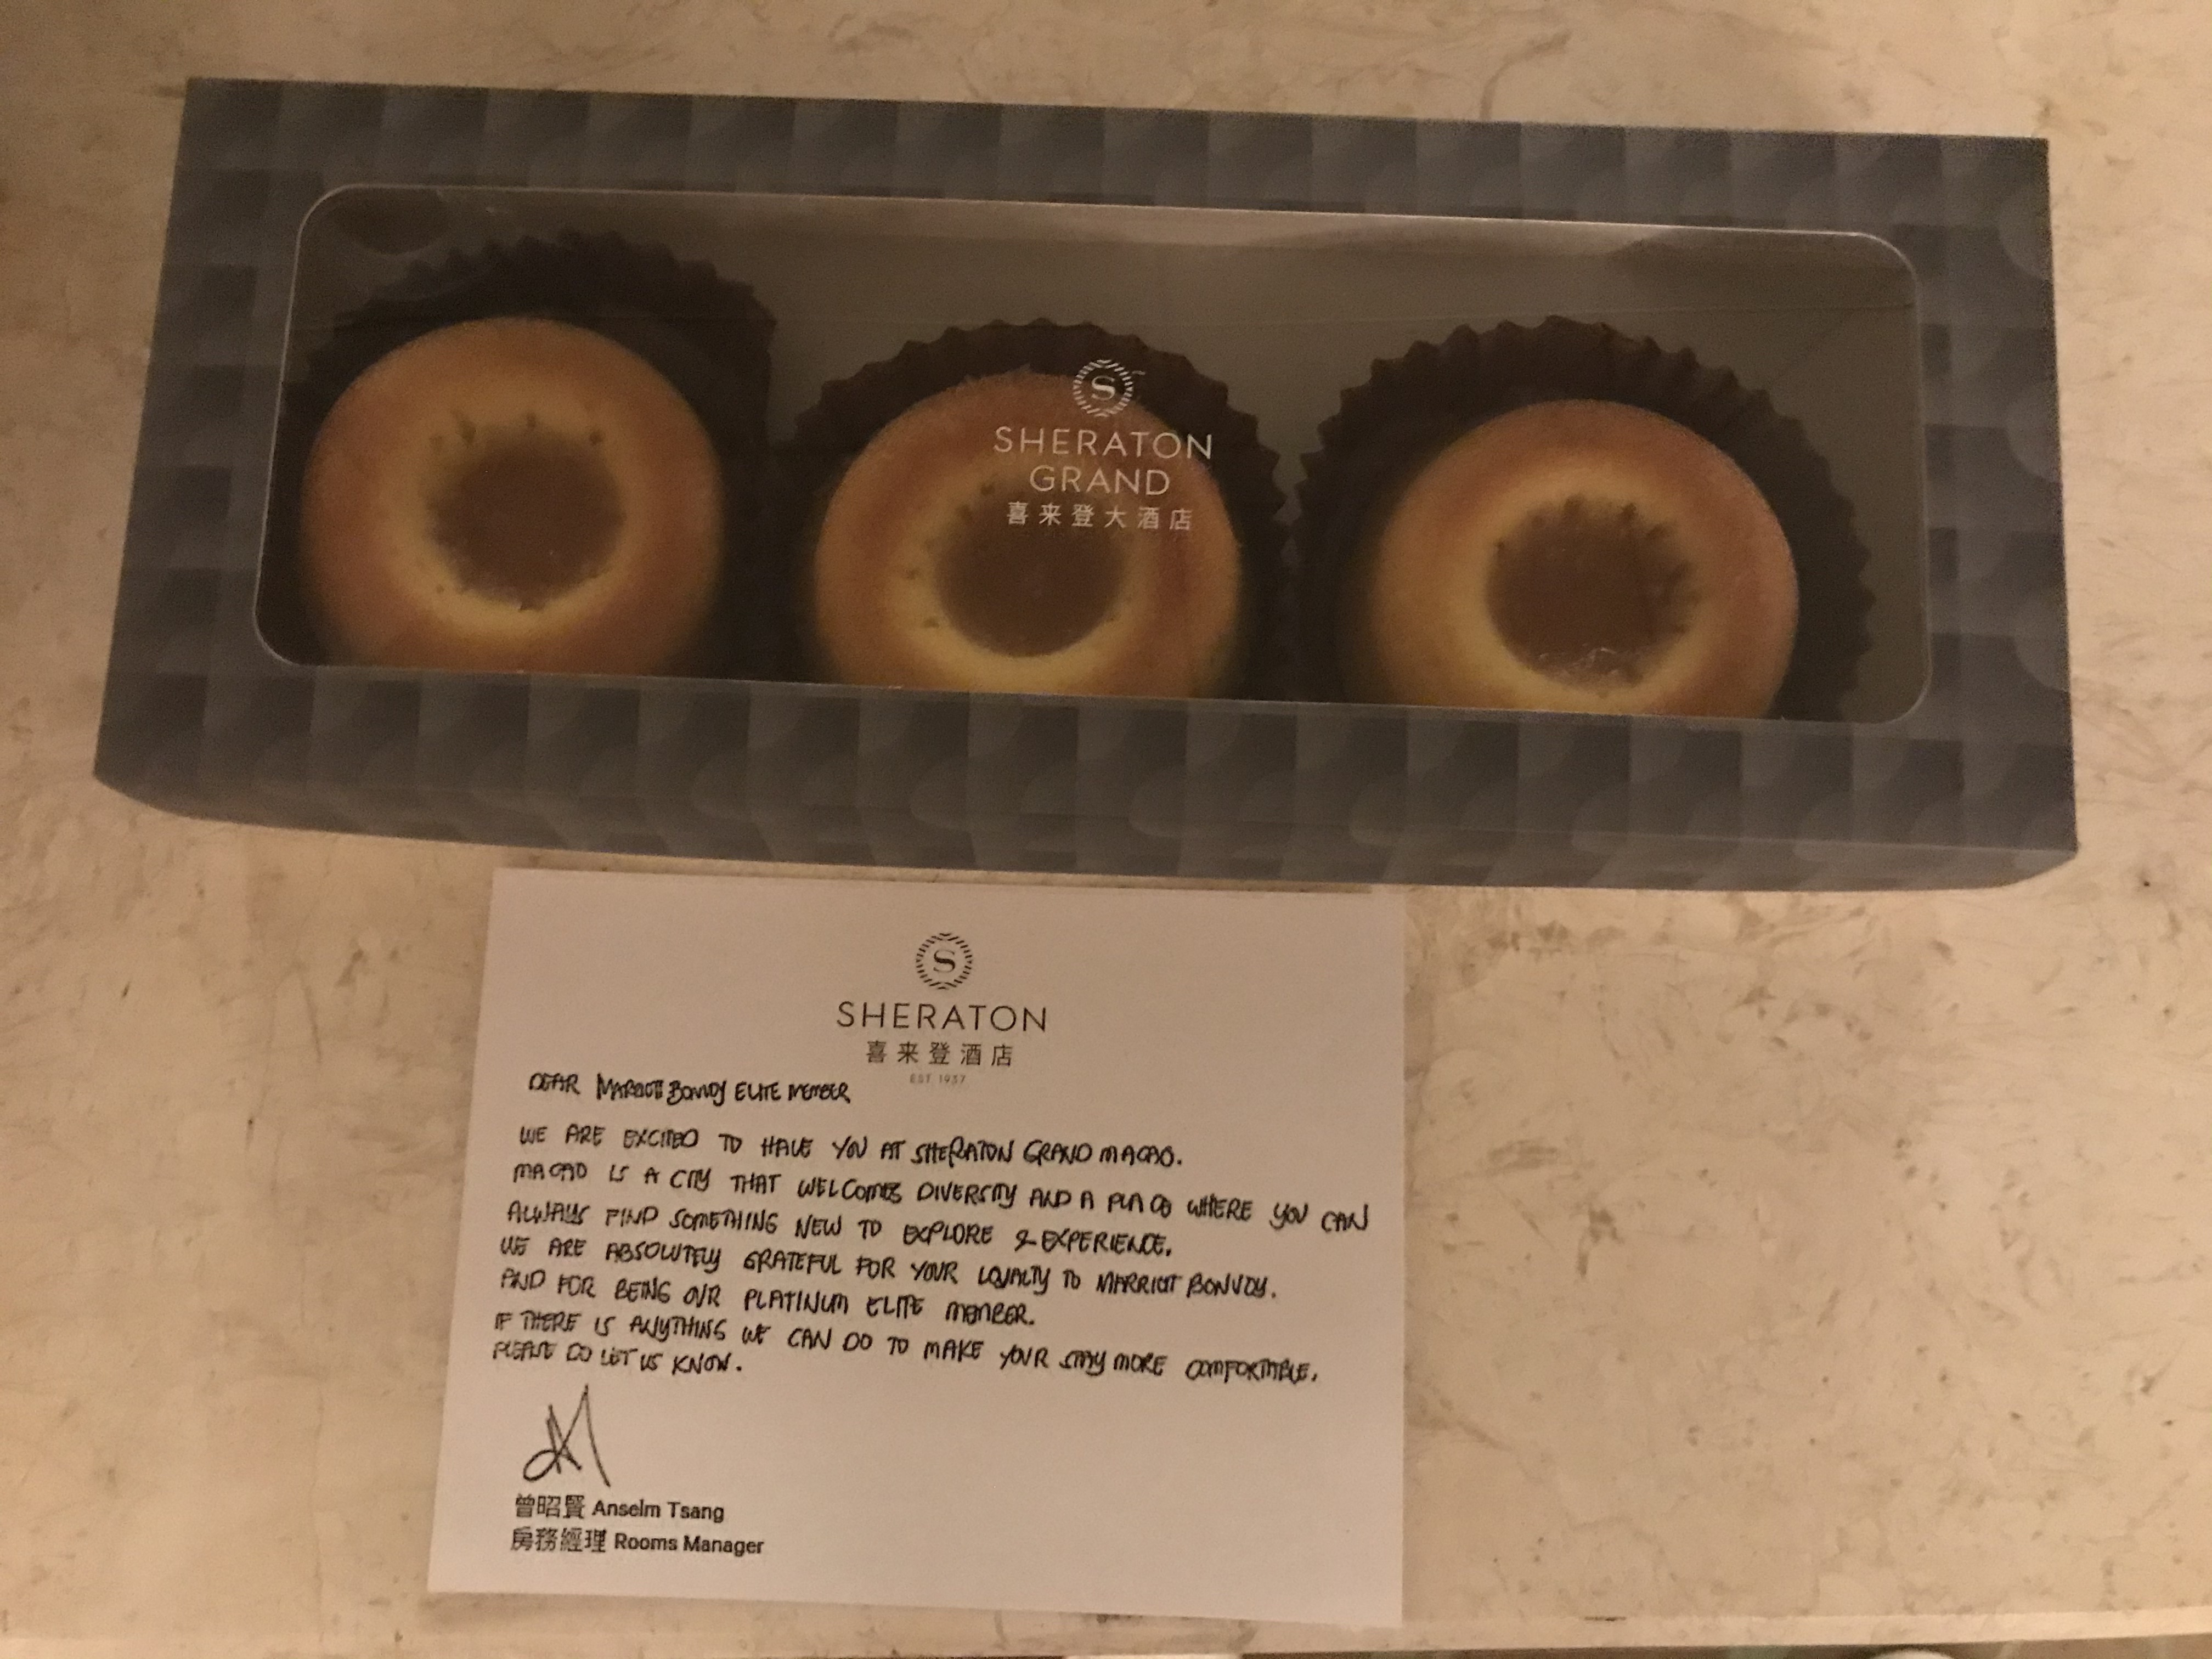 S
SHERATON
GRAND
喜来登大酒店
S
SHERATON
喜来登酒店
EST 1937
DEAR MARRIOTT BONVOY ELITE MEMBER
WE ARE EXCITED TO HAVE YOU AT SHERATON GRAND MACAO.
MACAO IS A CITY THAT WELCOMES DIVERSITY AND A PLACE WHERE YOU CAN
ALWAYS FIND SOMETHING NEW TO EXPLORE & EXPERIENCE.
WE ARE ABSOLUTELY GRATEFUL FOR YOUR LOYALTY TO MARRIOTT BONVOY.
AND FOR BEING OUR PLATINUM ELITE MEMBER.
IF THERE IS ANYTHING WE CAN DO TO MAKE YOUR STAY MORE COMFORTABLE,
PLEASE DO LET US KNOW.
曾昭賢 Anselm Tsang
房務經理 Rooms Manager